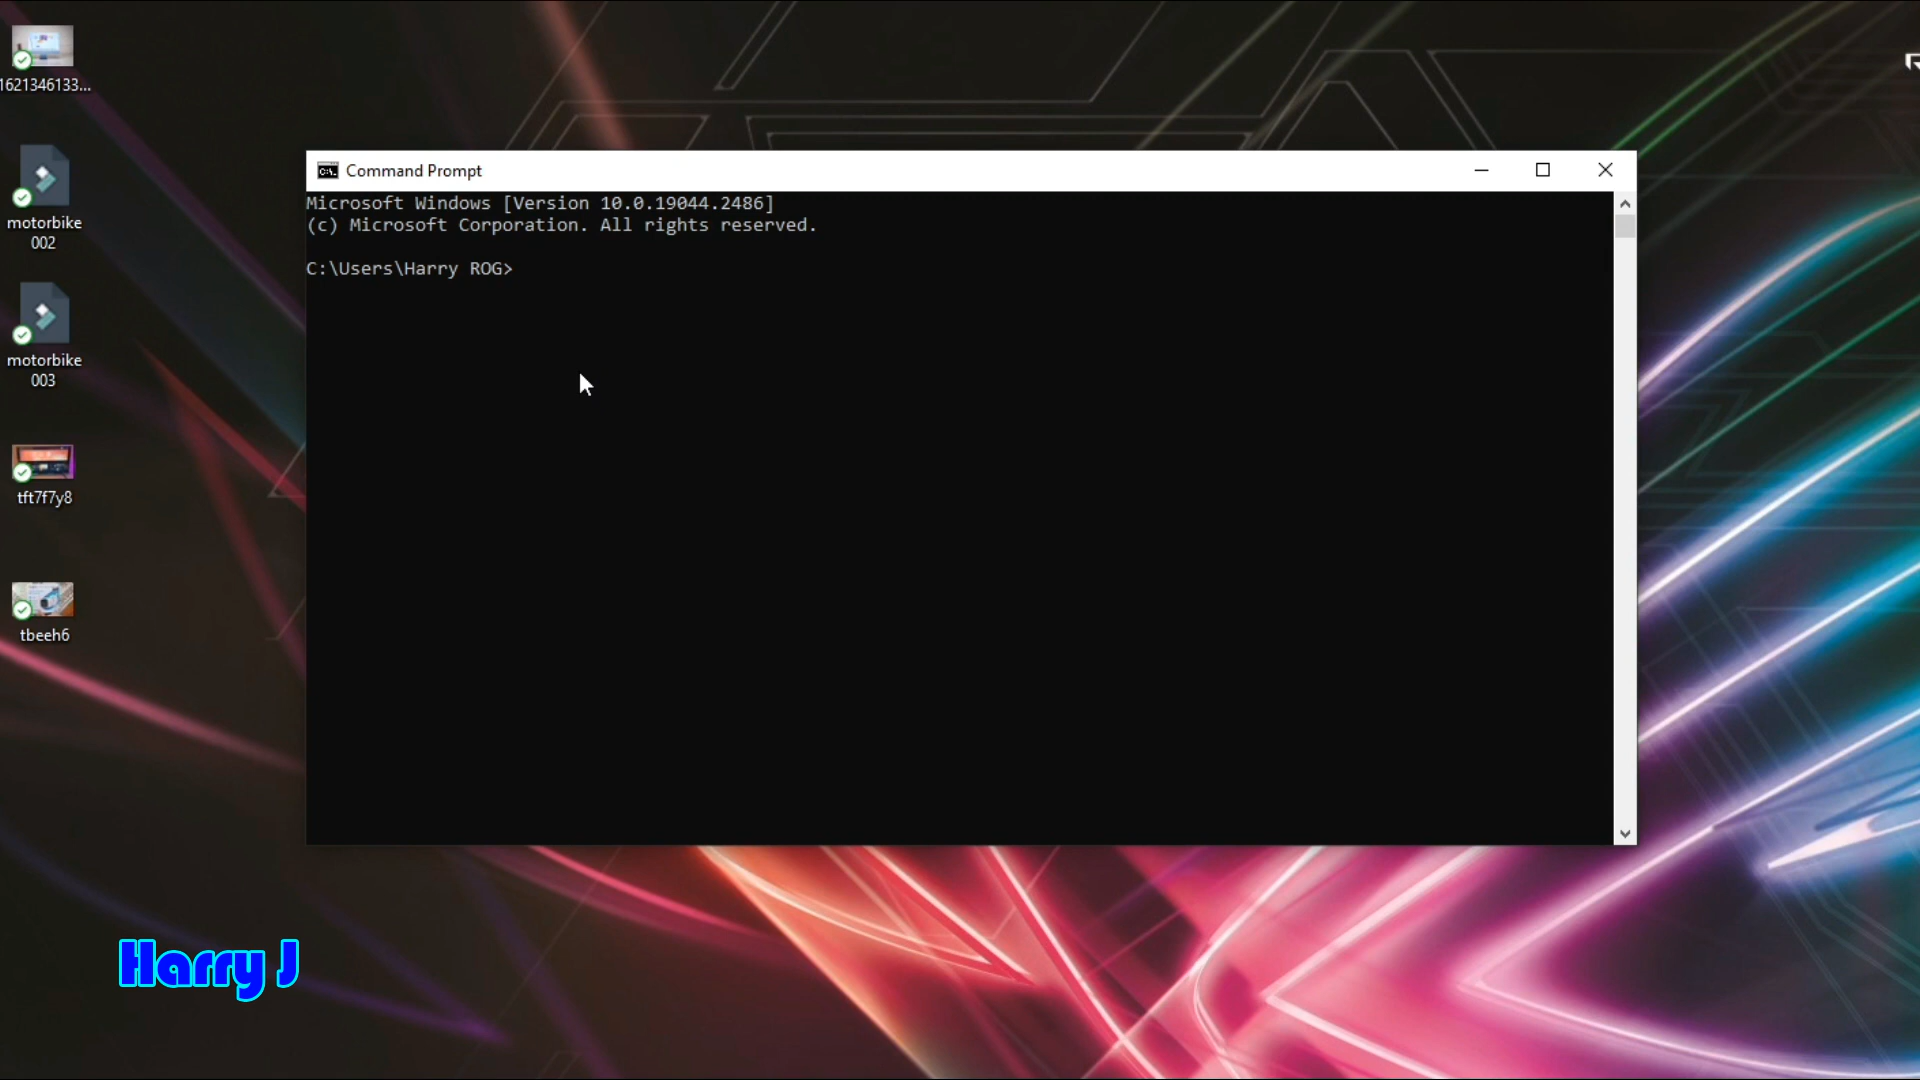 1621346133...
motorbike
002
motorbike
003
tft7f7y8
tbeeh6
Command Prompt
Microsoft Windows [Version 10.0.19044.2486]
(c) Microsoft Corporation. All rights reserved.
C:\Users\Harry ROG>
Harry J